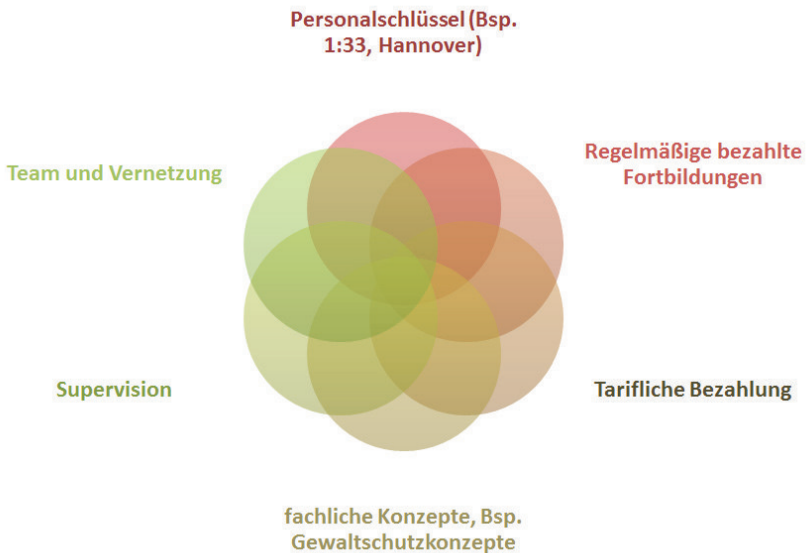 Personalschlüssel (Bsp.
1:33, Hannover)
Regelmäßige bezahlte
Fortbildungen
Tarifliche Bezahlung
fachliche Konzepte, Bsp.
Gewaltschutzkonzepte
Supervision
Team und Vernetzung